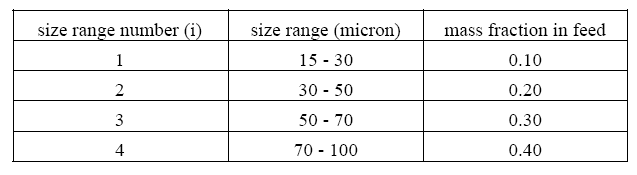 size range number (i) size range (micron) mass fraction in feed
1 15 - 30 0.10
2 30 - 50 0.20
3 50 - 70 0.30
4 70 - 100 0.40